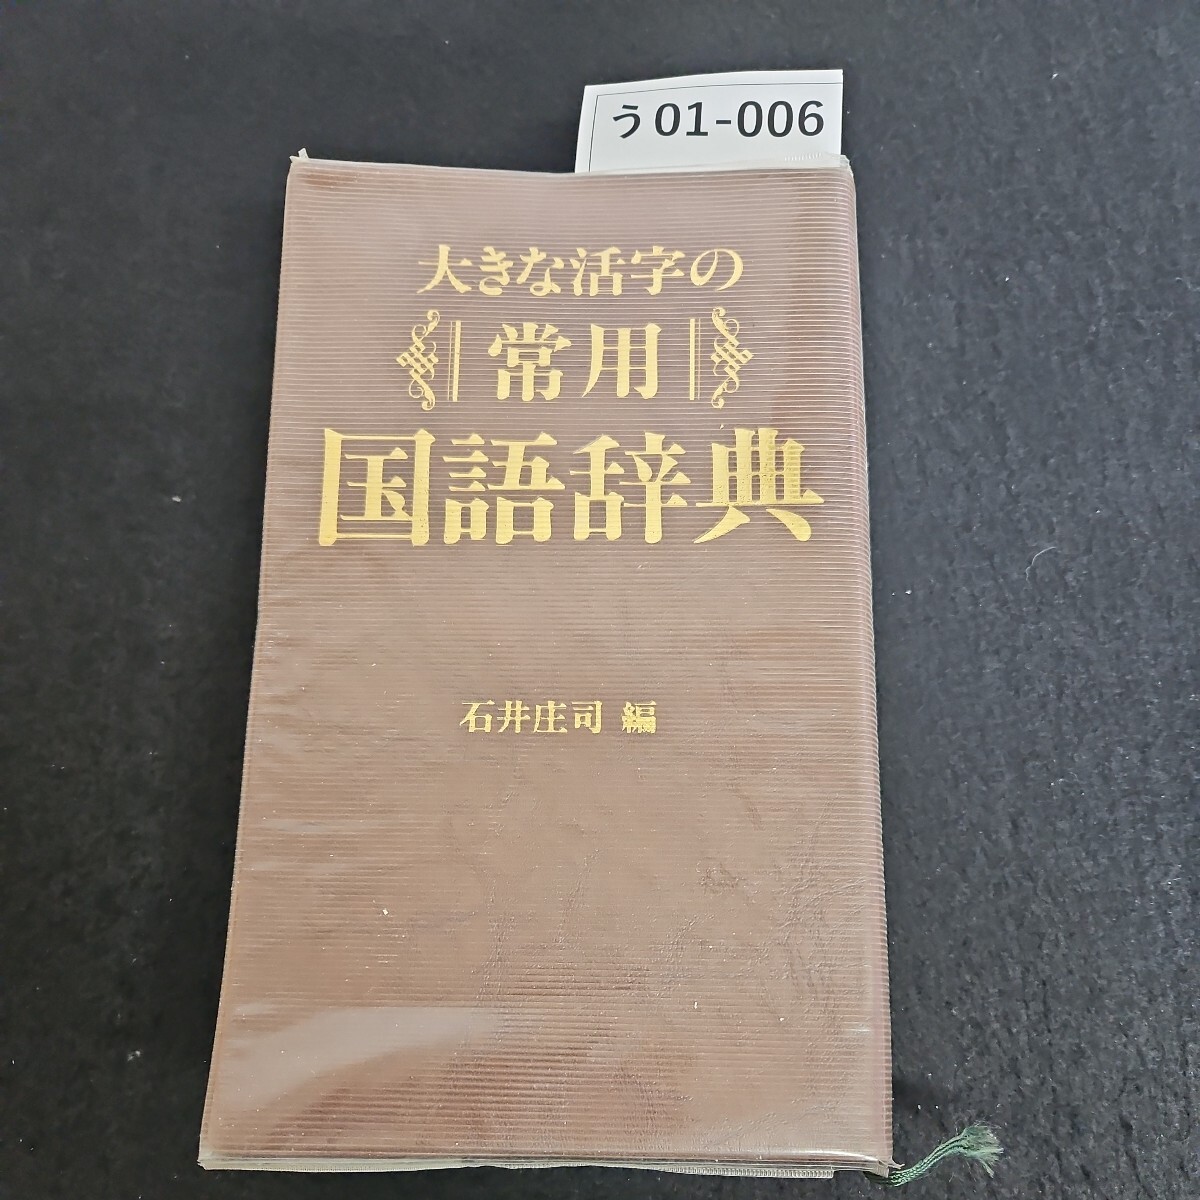 う01-006
大きな活字の
常用
国語辞典
石井庄司 編